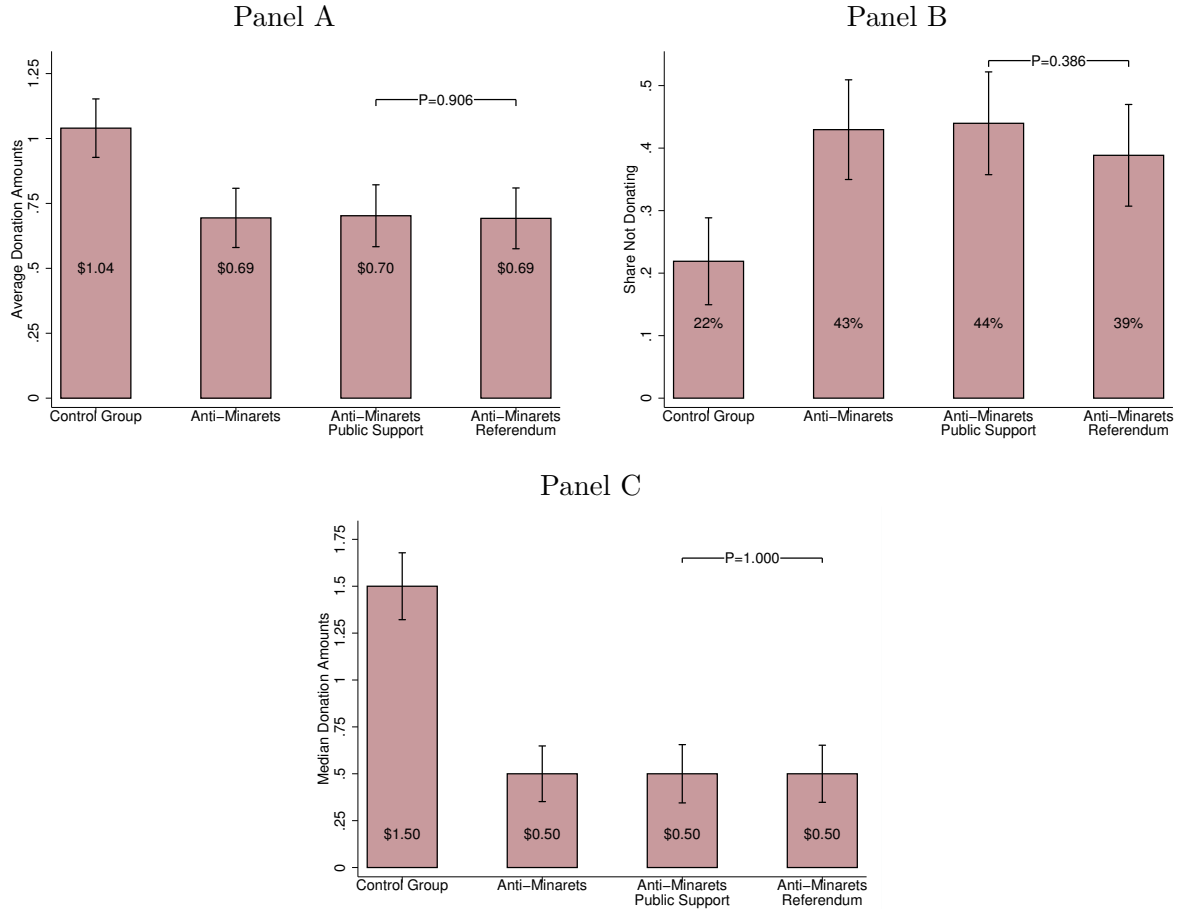 Panel A
Average Donation Amounts
1.25
1
.75
.5
.25
0
P=0.906
$1.04
$0.69
$0.70
$0.69
Control Group
Anti-Minarets
Anti-Minarets
Public Support
Anti-Minarets
Referendum
Panel B
Share Not Donating
.5
.4
.3
.2
.1
0
P=0.386
22%
43%
44%
39%
Control Group
Anti-Minarets
Anti-Minarets
Public Support
Anti-Minarets
Referendum
Panel C
Median Donation Amounts
1.75
1.5
1.25
1
.75
.5
.25
0
P=1.000
$1.50
$0.50
$0.50
$0.50
Control Group
Anti-Minarets
Anti-Minarets
Public Support
Anti-Minarets
Referendum